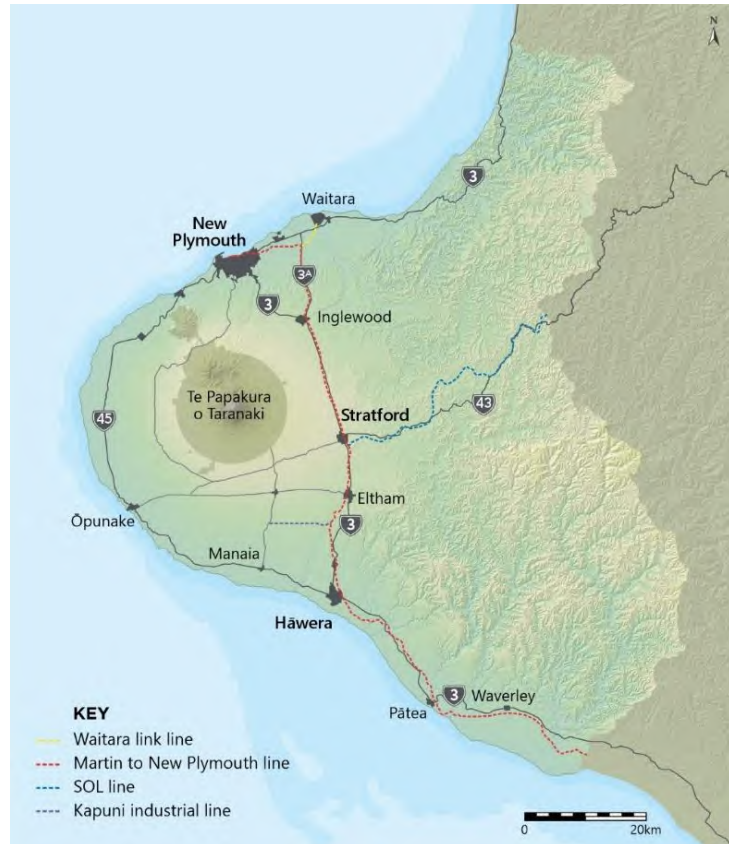 N
3
Waitara
New
Plymouth
3A
3
Inglewood
Te Papakura
o Taranaki
45
Stratford
43
Eltham
Ōpunake
3
Manaia
Hāwera
3
Waverley
Pātea
KEY
Waitara link line
Martin to New Plymouth line
SOL line
Kapuni industrial line
0
20km